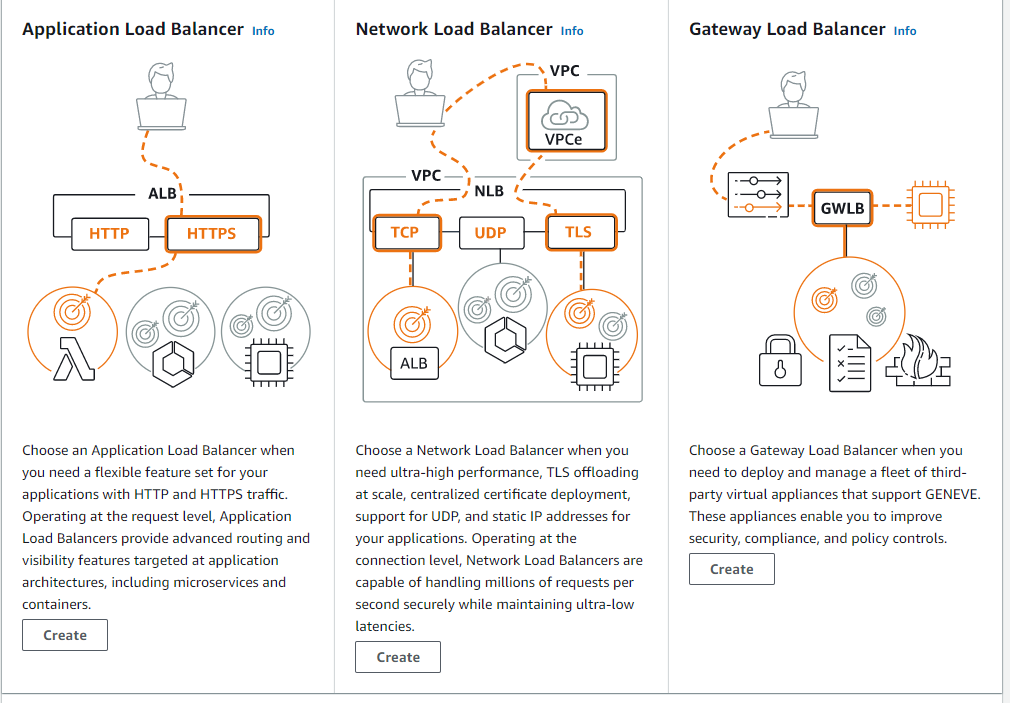 Application Load Balancer Info
ALB
HTTP
HTTPS
Choose an Application Load Balancer when
you need a flexible feature set for your
applications with HTTP and HTTPS traffic.
Operating at the request level, Application
Load Balancers provide advanced routing and
visibility features targeted at application
architectures, including microservices and
containers.
Create
Network Load Balancer Info
VPC
VPCe
VPC
NLB
TCP
UDP
TLS
ALB
Choose a Network Load Balancer when you
need ultra-high performance, TLS offloading
at scale, centralized certificate deployment,
support for UDP, and static IP addresses for
your applications. Operating at the
connection level, Network Load Balancers are
capable of handling millions of requests per
second securely while maintaining ultra-low
latencies.
Create
Gateway Load Balancer Info
GWLB
Choose a Gateway Load Balancer when you
need to deploy and manage a fleet of third-
party virtual appliances that support GENEVE.
These appliances enable you to improve
security, compliance, and policy controls.
Create